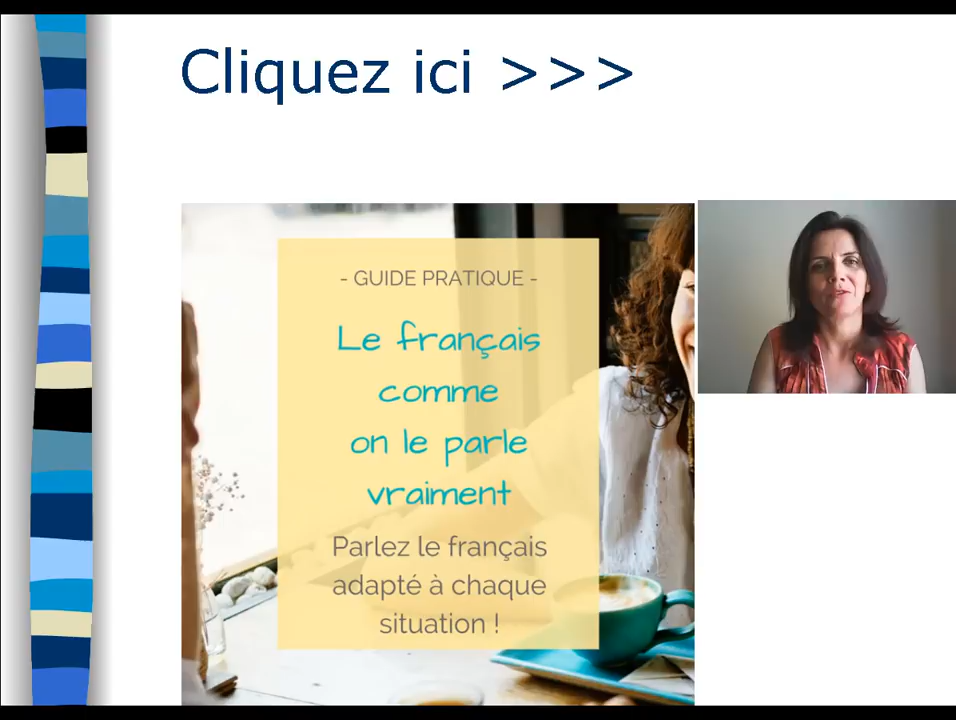 Cliquez ici >>>
- GUIDE PRATIQUE -
Le français
comme
on le parle
vraiment
Parlez le français
adapté à chaque
situation !